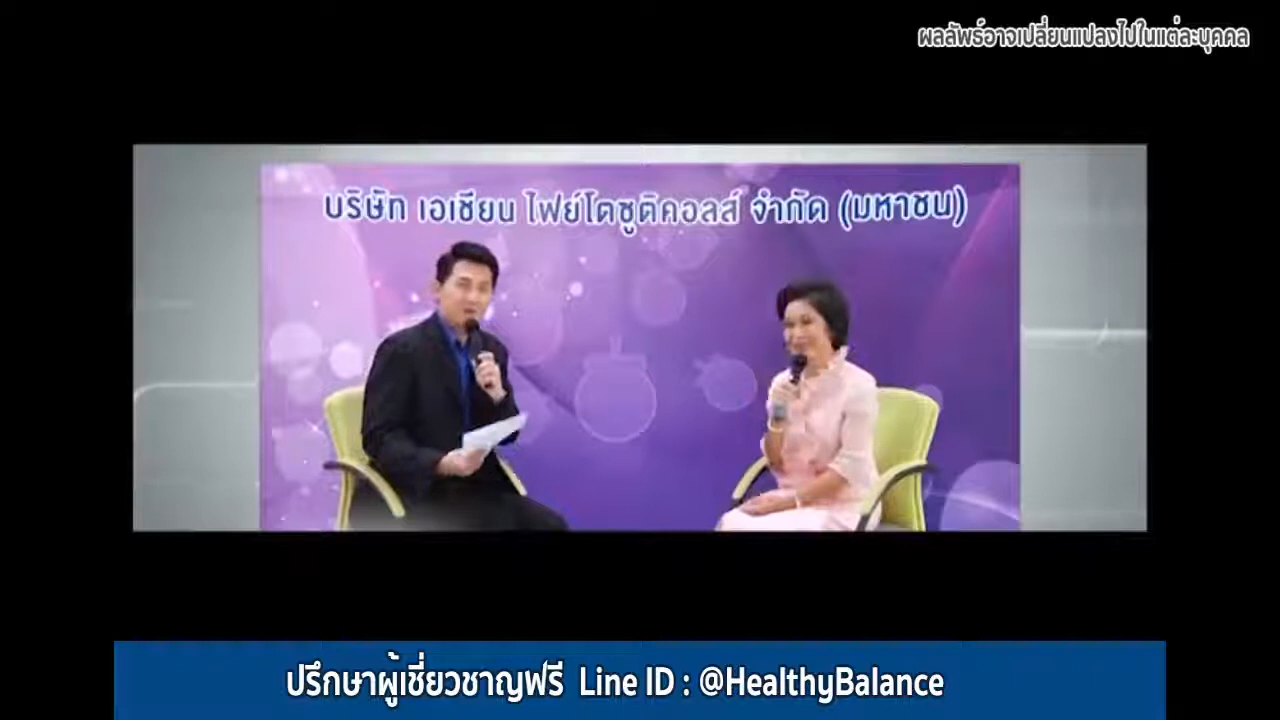 ผลลัพธ์อาจเปลี่ยนแปลงไปในแต่ละบุคคล
บริษัท เอเชียน ไฟย์โตซูติคอลส์ จำกัด (มหาชน)
ปรึกษาผู้เชี่ยวชาญฟรี Line ID : @HealthyBalance